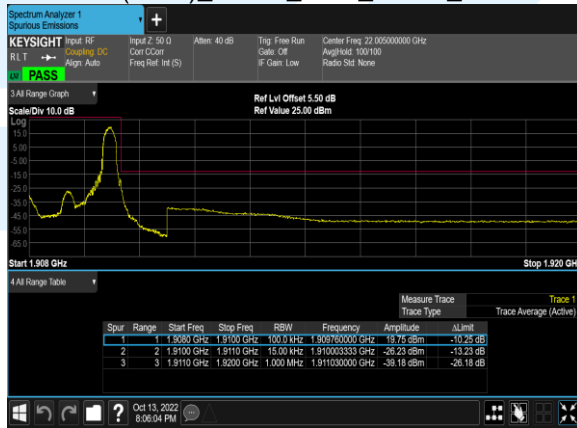 Spectrum Analyzer 1
Spurious Emissions
KEYSIGHT Input: RF Input Z: 50 Ω Atten: 40 dB Trig: Free Run Center Freq: 22.005000000 GHz
RLT Coupling: DC Corr CCorr Gate: Off Avg|Hold: 100/100
Align: Auto Freq Ref: Int (S) IF Gain: Low Radio Std: None
PASS
3 All Range Graph
Ref Lvl Offset 5.50 dB
Scale/Div 10.0 dB Ref Value 25.00 dBm
Log
15.0
5.00
-5.00
-15.0
-25.0
-35.0
-45.0
-55.0
-65.0
Start 1.908 GHz Stop 1.920 GH
4 All Range Table
Measure Trace Trace 1
Trace Type Trace Average (Active)
Spur Range Start Freq Stop Freq RBW Frequency Amplitude ΔLimit
1 1 1.9080 GHz 1.9100 GHz 100.0 kHz 1.909760000 GHz 19.75 dBm -10.25 dB
2 2 1.9100 GHz 1.9110 GHz 15.00 kHz 1.910003333 GHz -26.23 dBm -13.23 dB
3 3 1.9110 GHz 1.9200 GHz 1.000 MHz 1.911030000 GHz -39.18 dBm -26.18 dB
Oct 13, 2022
8:06:04 PM